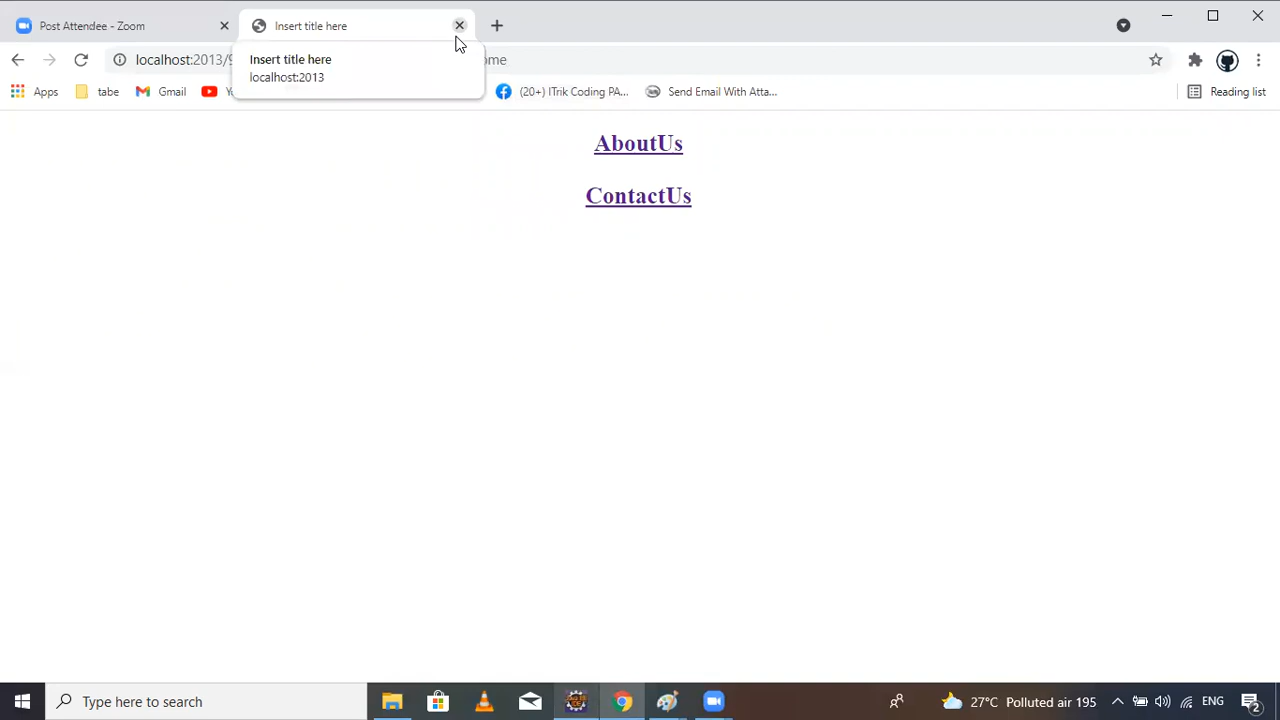 Post Attendee - Zoom
Insert title here
localhost:2013/9
ome
Insert title here
localhost:2013
Apps
tabe
Gmail
(20+) ITrik Coding PA...
Send Email With Atta...
Reading list
AboutUs
ContactUs
Type here to search
27°C Polluted air 195
ENG
2